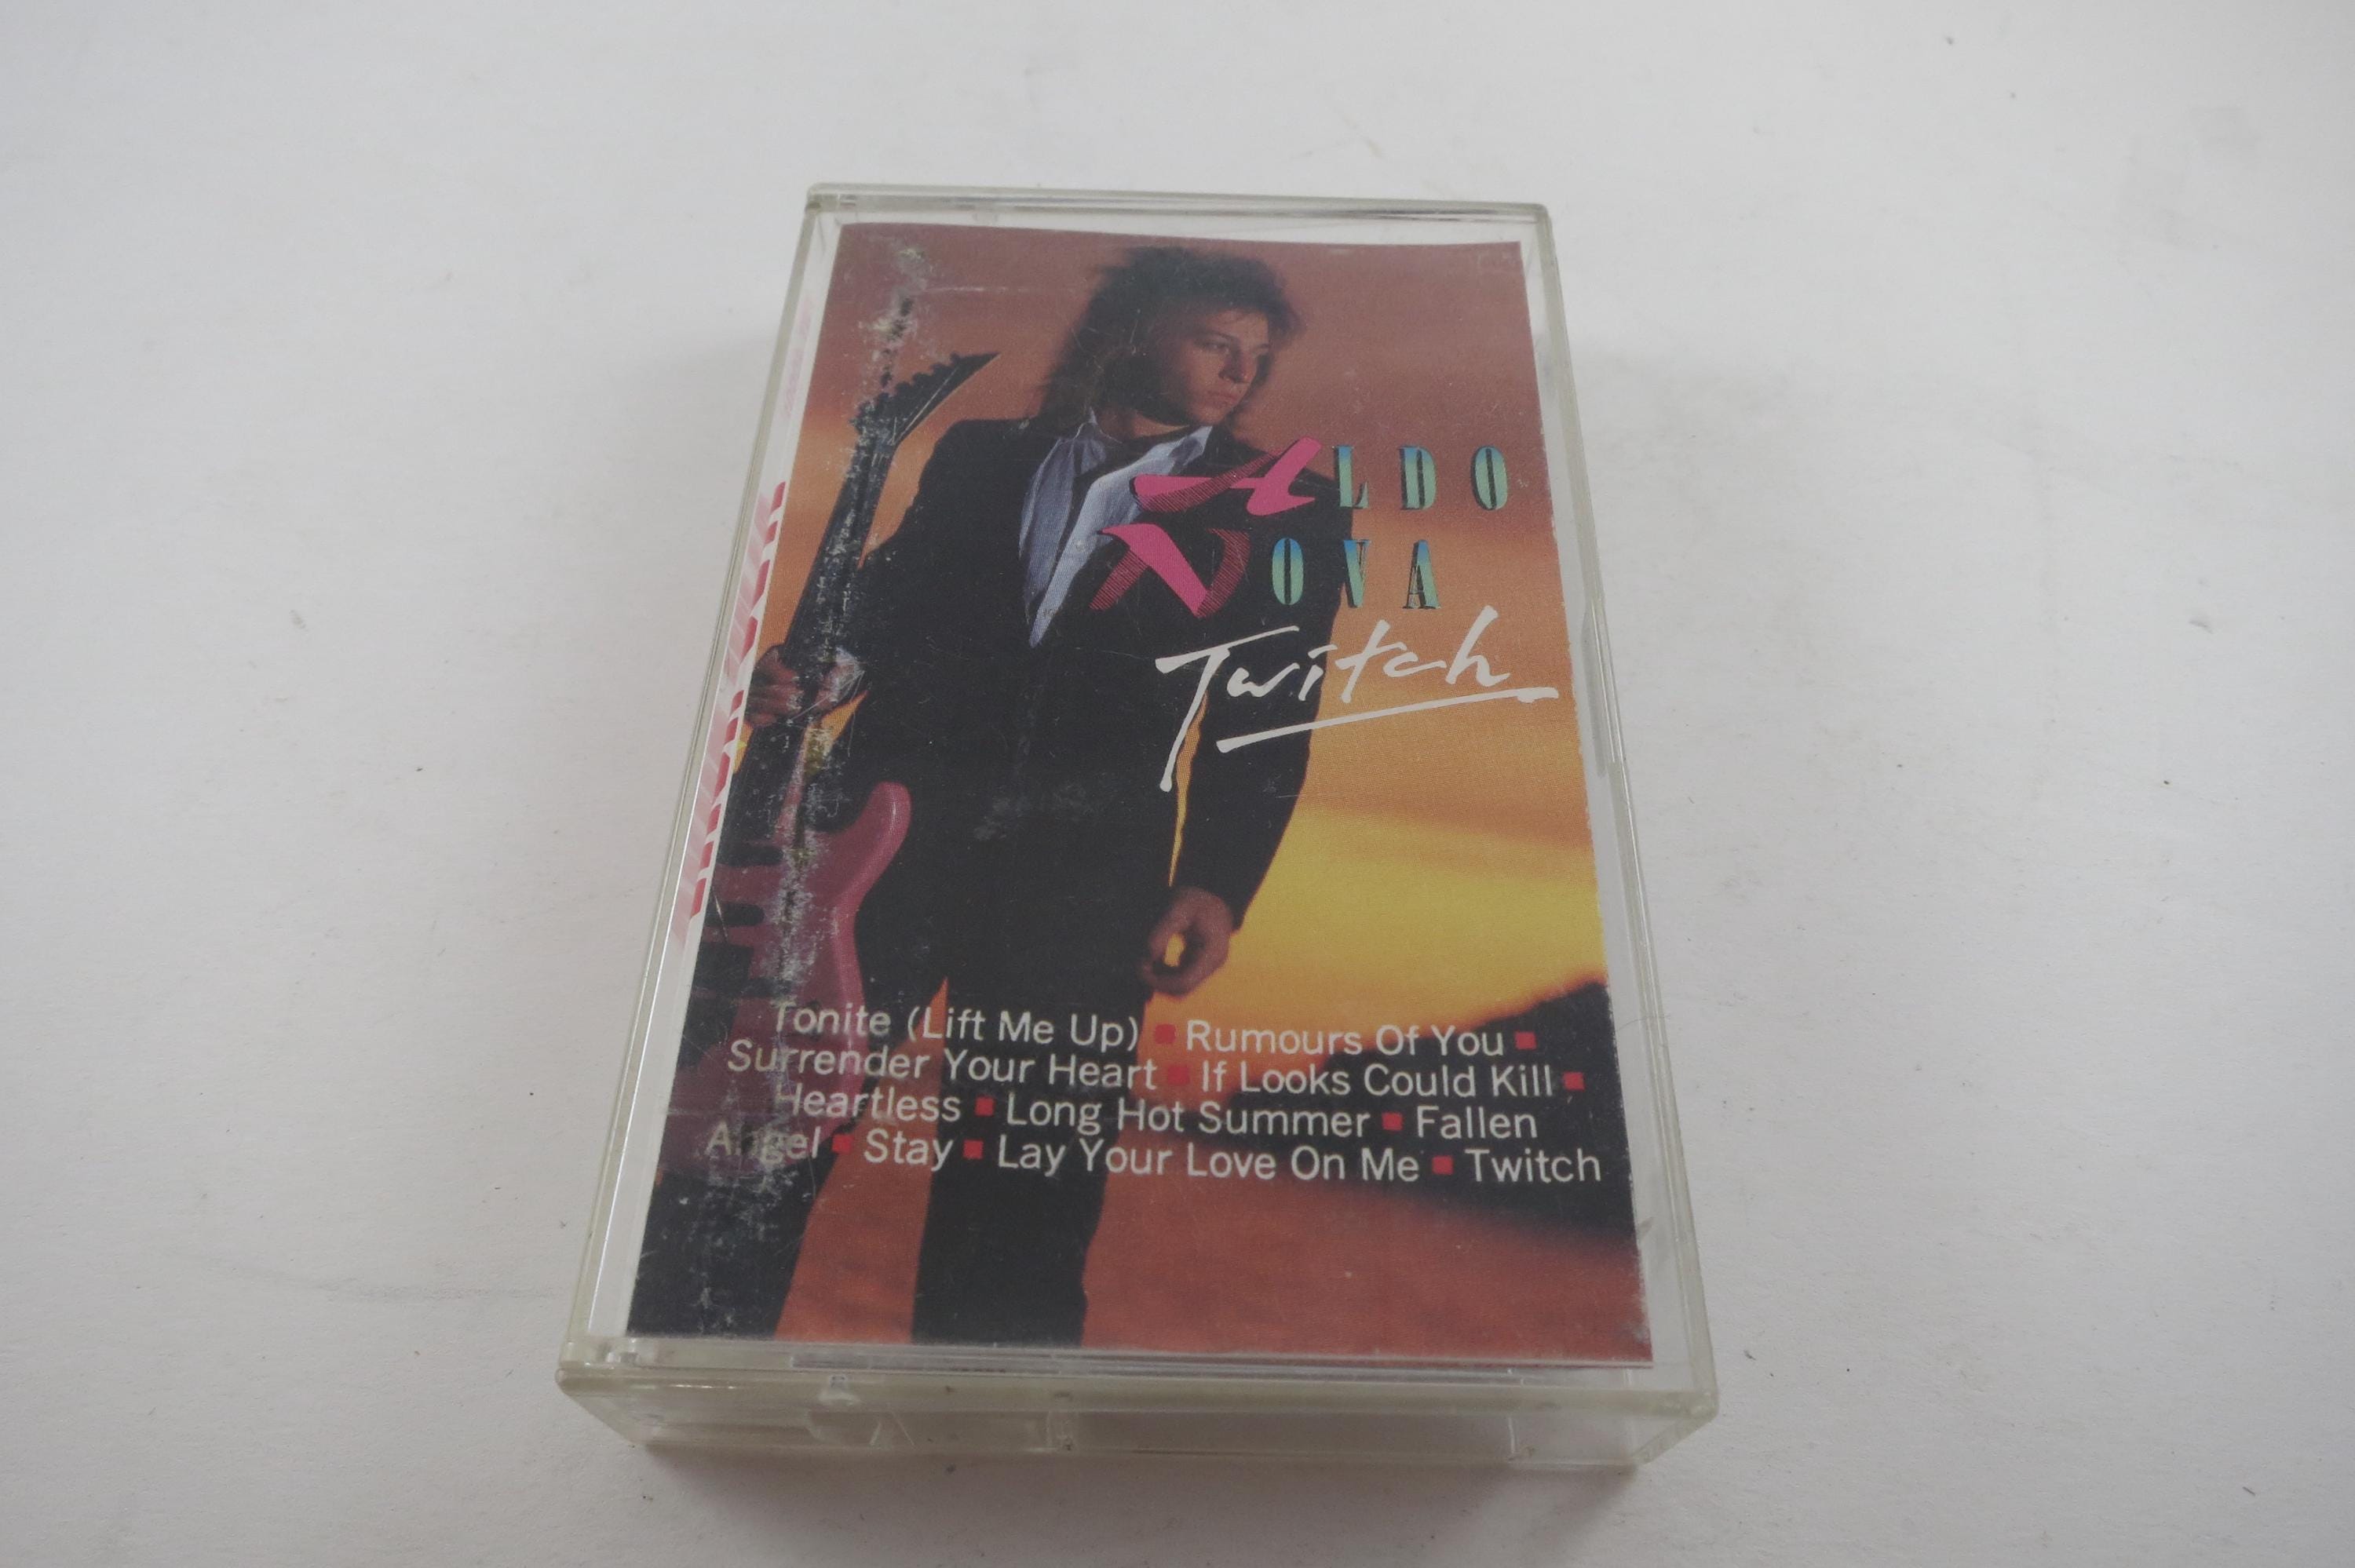 ALDO
NOVA
Twitch
Tonite (Lift Me Up) ▪ Rumours Of You ▪
Surrender Your Heart ▪ If Looks Could Kill ▪
Heartless ▪ Long Hot Summer ▪ Fallen
Angel ▪ Stay ▪ Lay Your Love On Me ▪ Twitch